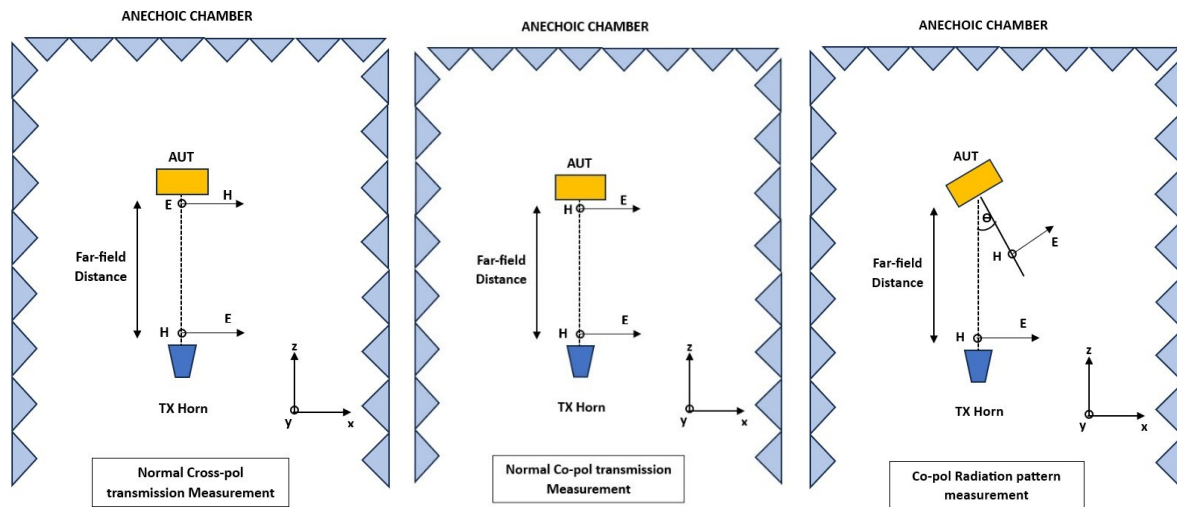 ANECHOIC CHAMBER
AUT
E
H
Far-field
Distance
H
E
z
y
x
TX Horn
Normal Cross-pol
transmission Measurement
ANECHOIC CHAMBER
AUT
H
E
Far-field
Distance
H
E
z
y
x
TX Horn
Normal Co-pol transmission
Measurement
ANECHOIC CHAMBER
AUT
Θ
H
E
Far-field
Distance
H
E
z
y
x
TX Horn
Co-pol Radiation pattern
measurement